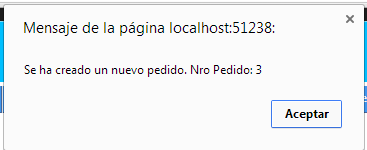 Mensaje de la página localhost:51238:
Se ha creado un nuevo pedido. Nro Pedido: 3
Aceptar